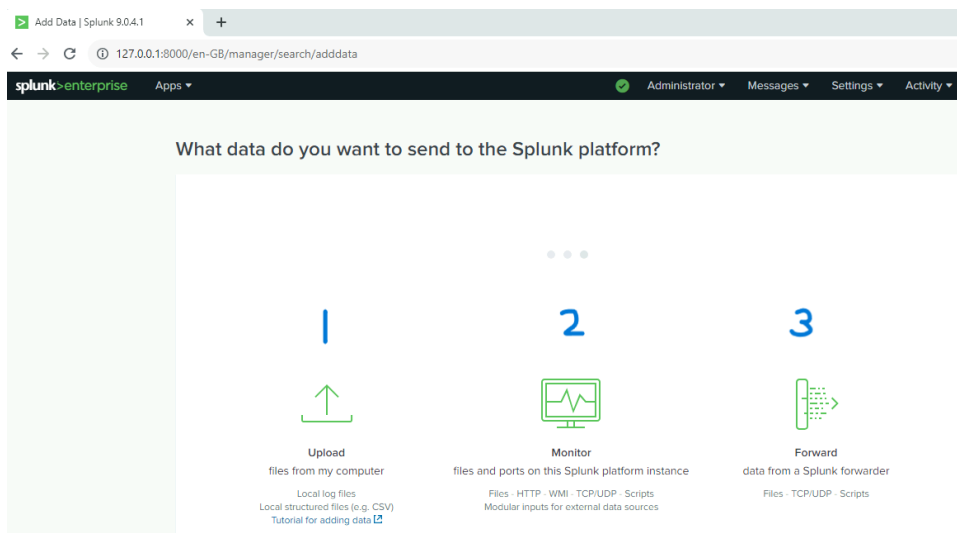 Add Data | Splunk 9.0.4.1
127.0.0.1:8000/en-GB/manager/search/adddata
splunk>enterprise Apps Administrator Messages Settings Activity
What data do you want to send to the Splunk platform?
1 2 3
Upload Monitor Forward
files from my computer files and ports on this Splunk platform instance data from a Splunk forwarder
Local log files Files - HTTP - WMI - TCP/UDP - Scripts Files - TCP/UDP - Scripts
Local structured files (e.g. CSV) Modular inputs for external data sources
Tutorial for adding data